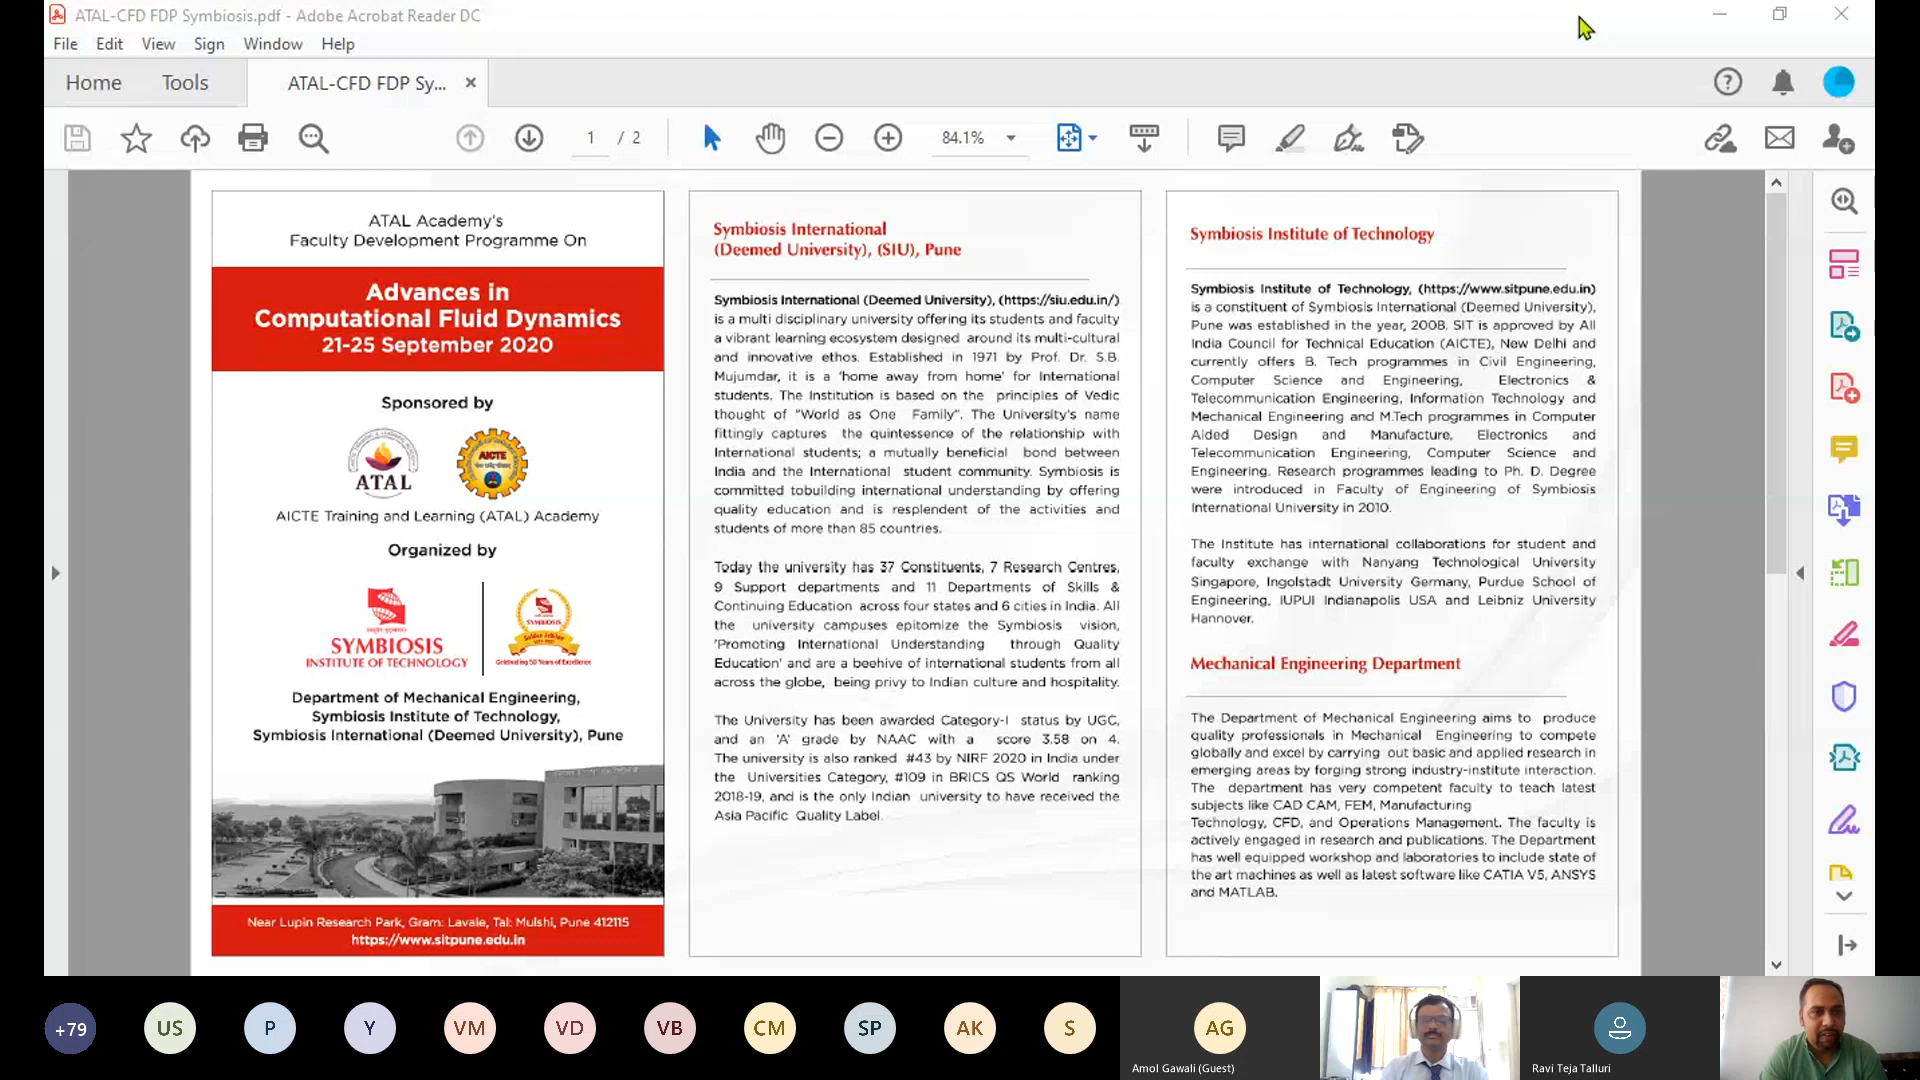 ATAL-CFD FDP Symbiosis.pdf - Adobe Acrobat Reader DC
File Edit View Sign Window Help
Home Tools ATAL-CFD FDP Sy...
1 / 2 84.1%
ATAL Academy's
Faculty Development Programme On
Advances in
Computational Fluid Dynamics
21-25 September 2020
Sponsored by
ATAL
AICTE
AICTE Training and Learning (ATAL) Academy
Organized by
SYMBIOSIS
INSTITUTE OF TECHNOLOGY
SYMBIOSIS
Golden Jubilee
Celebrating 50 Years of Excellence
Department of Mechanical Engineering,
Symbiosis Institute of Technology,
Symbiosis International (Deemed University), Pune
Near Lupin Research Park, Gram: Lavale, Tal: Mulshi, Pune 412115
https://www.sitpune.edu.in
Symbiosis International
(Deemed University), (SIU), Pune
Symbiosis International (Deemed University), (https://siu.edu.in/)
is a multi disciplinary university offering its students and faculty
a vibrant learning ecosystem designed around its multi-cultural
and innovative ethos. Established in 1971 by Prof. Dr. S.B.
Mujumdar, it is a 'home away from home' for International
students. The Institution is based on the principles of Vedic
thought of "World as One Family". The University's name
fittingly captures the quintessence of the relationship with
International students; a mutually beneficial bond between
India and the International student community. Symbiosis is
committed tobuilding international understanding by offering
quality education and is resplendent of the activities and
students of more than 85 countries.
Today the university has 37 Constituents, 7 Research Centres,
9 Support departments and 11 Departments of Skills &
Continuing Education across four states and 6 cities in India. All
the university campuses epitomize the Symbiosis vision,
'Promoting International Understanding through Quality
Education' and are a beehive of international students from all
across the globe, being privy to Indian culture and hospitality.
The University has been awarded Category-I status by UGC,
and an 'A' grade by NAAC with a score 3.58 on 4.
The university is also ranked #43 by NIRF 2020 in India under
the Universities Category, #109 in BRICS QS World ranking
2018-19, and is the only Indian university to have received the
Asia Pacific Quality Label.
Symbiosis Institute of Technology
Symbiosis Institute of Technology, (https://www.sitpune.edu.in)
is a constituent of Symbiosis International (Deemed University),
Pune was established in the year, 2008. SIT is approved by All
India Council for Technical Education (AICTE), New Delhi and
currently offers B. Tech programmes in Civil Engineering,
Computer Science and Engineering, Electronics &
Telecommunication Engineering, Information Technology and
Mechanical Engineering and M.Tech programmes in Computer
Aided Design and Manufacture, Electronics and
Telecommunication Engineering, Computer Science and
Engineering. Research programmes leading to Ph. D. Degree
were introduced in Faculty of Engineering of Symbiosis
International University in 2010.
The Institute has international collaborations for student and
faculty exchange with Nanyang Technological University
Singapore, Ingolstadt University Germany, Purdue School of
Engineering, IUPUI Indianapolis USA and Leibniz University
Hannover.
Mechanical Engineering Department
The Department of Mechanical Engineering aims to produce
quality professionals in Mechanical Engineering to compete
globally and excel by carrying out basic and applied research in
emerging areas by forging strong industry-institute interaction.
The department has very competent faculty to teach latest
subjects like CAD CAM, FEM, Manufacturing
Technology, CFD, and Operations Management. The faculty is
actively engaged in research and publications. The Department
has well equipped workshop and laboratories to include state of
the art machines as well as latest software like CATIA V5, ANSYS
and MATLAB.
+79 US P Y VM VD VB CM SP AK S AG
Amol Gawali (Guest) Ravi Teja Talluri